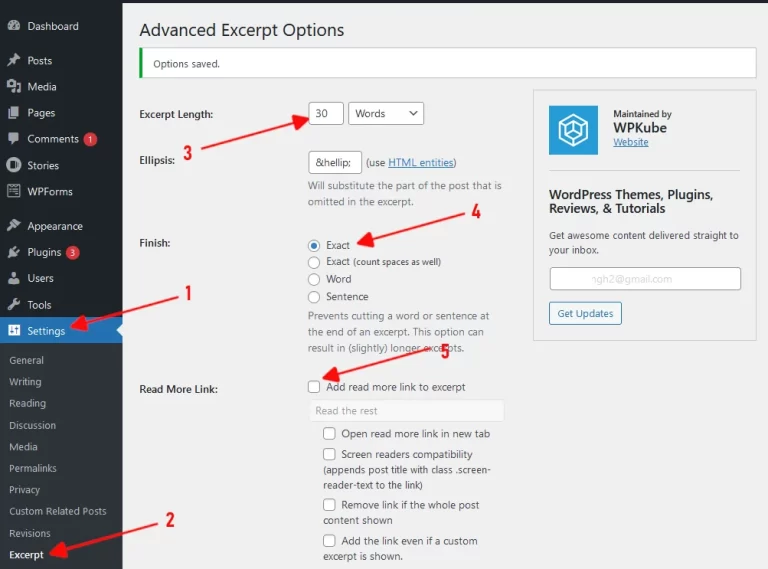 Dashboard
Posts
Media
Pages
Comments 1
Stories
WPForms
Appearance
Plugins 3
Users
Tools
Settings
General
Writing
Reading
Discussion
Media
Permalinks
Privacy
Custom Related Posts
Revisions
Excerpt
1
2
Advanced Excerpt Options
Options saved.
Excerpt Length:
30
Words
3
Ellipsis:
&hellip;
(use HTML entities)
Will substitute the part of the post that is
omitted in the excerpt.
4
Finish:
Exact
Exact (count spaces as well)
Word
Sentence
Prevents cutting a word or sentence at
the end of an excerpt. This option can
result in (slightly) longer excerpts.
5
Read More Link:
Add read more link to excerpt
Read the rest
Open read more link in new tab
Screen readers compatibility
(appends post title with class .screen-
reader-text to the link)
Remove link if the whole post
content shown
Add the link even if a custom
excerpt is shown.
Maintained by
WPKube
Website
WordPress Themes, Plugins,
Reviews, & Tutorials
Get awesome content delivered straight to
your inbox.
ngh2@gmail.com
Get Updates